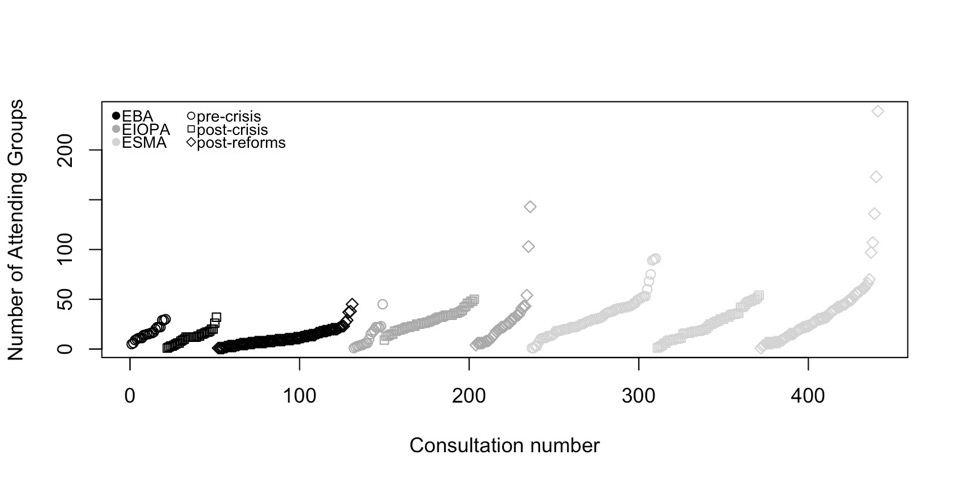 EBA
EIOPA
ESMA
pre-crisis
post-crisis
post-reforms
Number of Attending Groups
200
100
50
0
0 100 200 300 400
Consultation number